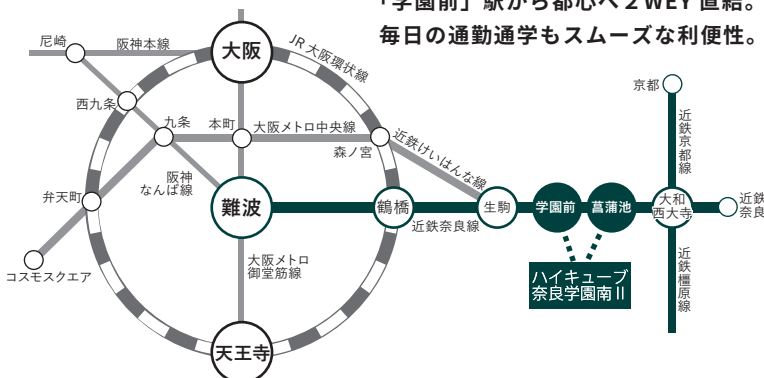 「学園前」駅から都心へ2WEY直結。
毎日の通勤通学もスムーズな利便性。
尼崎
阪神本線
大阪
JR大阪環状線
京都
西九条
九条
本町
大阪メトロ中央線
森ノ宮
近鉄けいはんな線
近鉄京都線
阪神
なんば線
弁天町
難波
鶴橋
近鉄奈良線
生駒
学園前
菖蒲池
大和
西大寺
近鉄
奈良
コスモスクエア
大阪メトロ
御堂筋線
ハイキューブ
奈良学園南Ⅱ
近鉄橿原線
天王寺